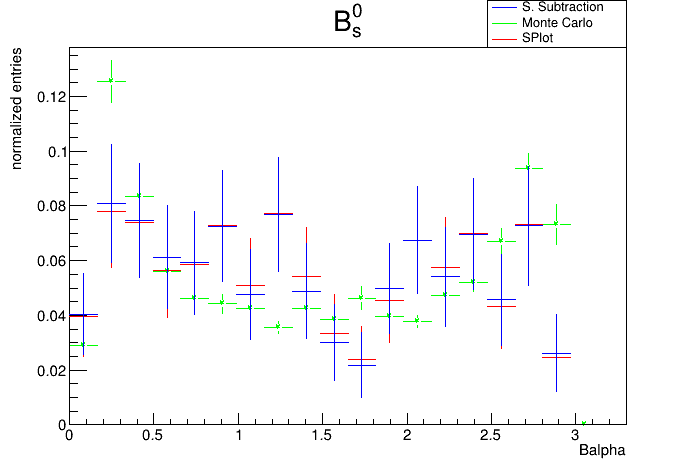 B0s
S. Subtraction
Monte Carlo
SPlot
normalized entries
0.12
0.1
0.08
0.06
0.04
0.02
0
0 0.5 1 1.5 2 2.5 3
Balpha